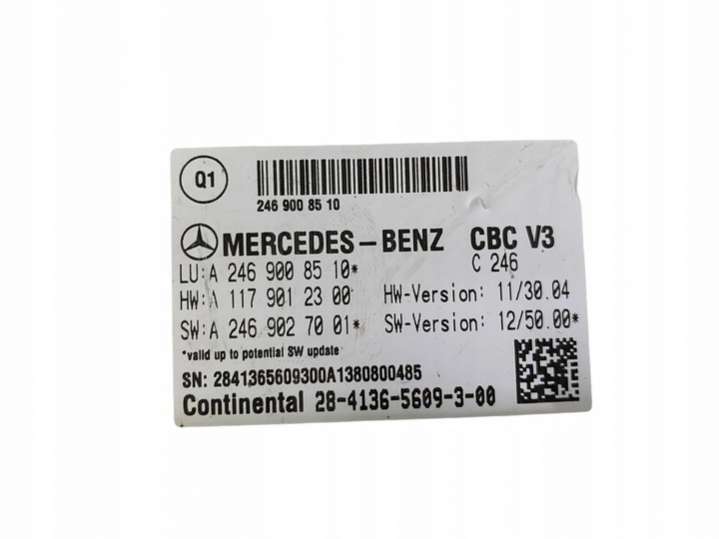 Q1
246 900 85 10
MERCEDES-BENZ CBC V3
C 246
LU:A 246 900 85 10*
HW:A 117 901 23 00 HW-Version: 11/30.04
SW:A 246 902 70 01* SW-Version: 12/50.00*
*valid up to potential SW update
SN: 2841365609300A1380800485
Continental 28-4136-5609-3-00